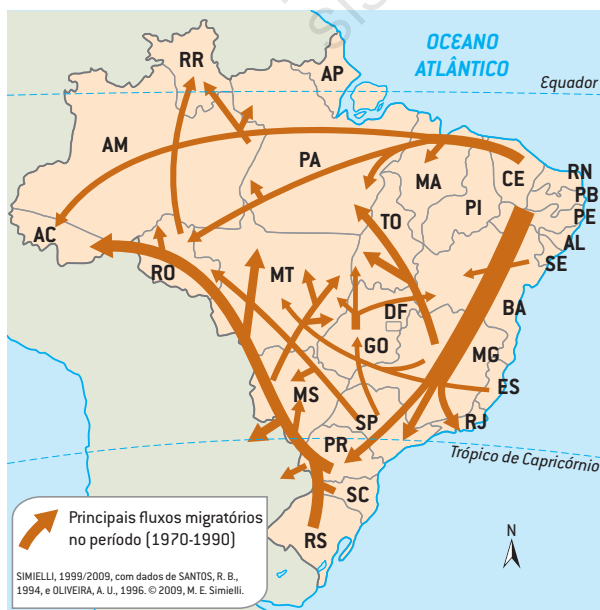 SIS
OCEANO
ATLÂNTICO
Equador
RR
AP
AM
PA
MA
CE
RN
PB
PE
AL
SE
PI
TO
AC
RO
MT
BA
DF
GO
MG
ES
MS
SP
RJ
PR
Trópico de Capricórnio
SC
RS
N
Principais fluxos migratórios
no período (1970-1990)
SIMIELLI, 1999/2009, com dados de SANTOS, R. B.,
1994, e OLIVEIRA, A. U., 1996. © 2009, M. E. Simielli.